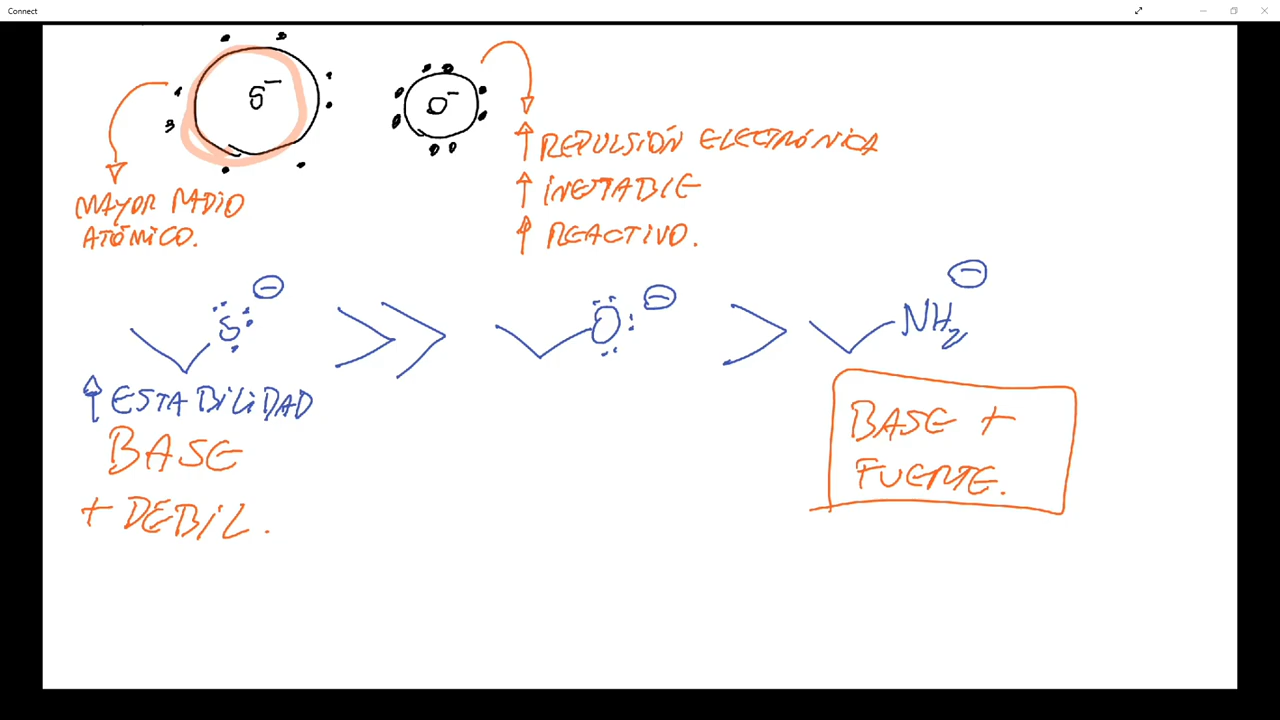 Connect
S⁻ O⁻
↑ REPULSIÓN ELECTRÓNICA
↑ INESTABLE
↑ REACTIVO.
MAYOR RADIO
ATÓMICO.
S ⊖ >> O ⊖ > NH₂ ⊖
↑ ESTABILIDAD
BASE
+ DEBIL.
BASE +
FUERTE.